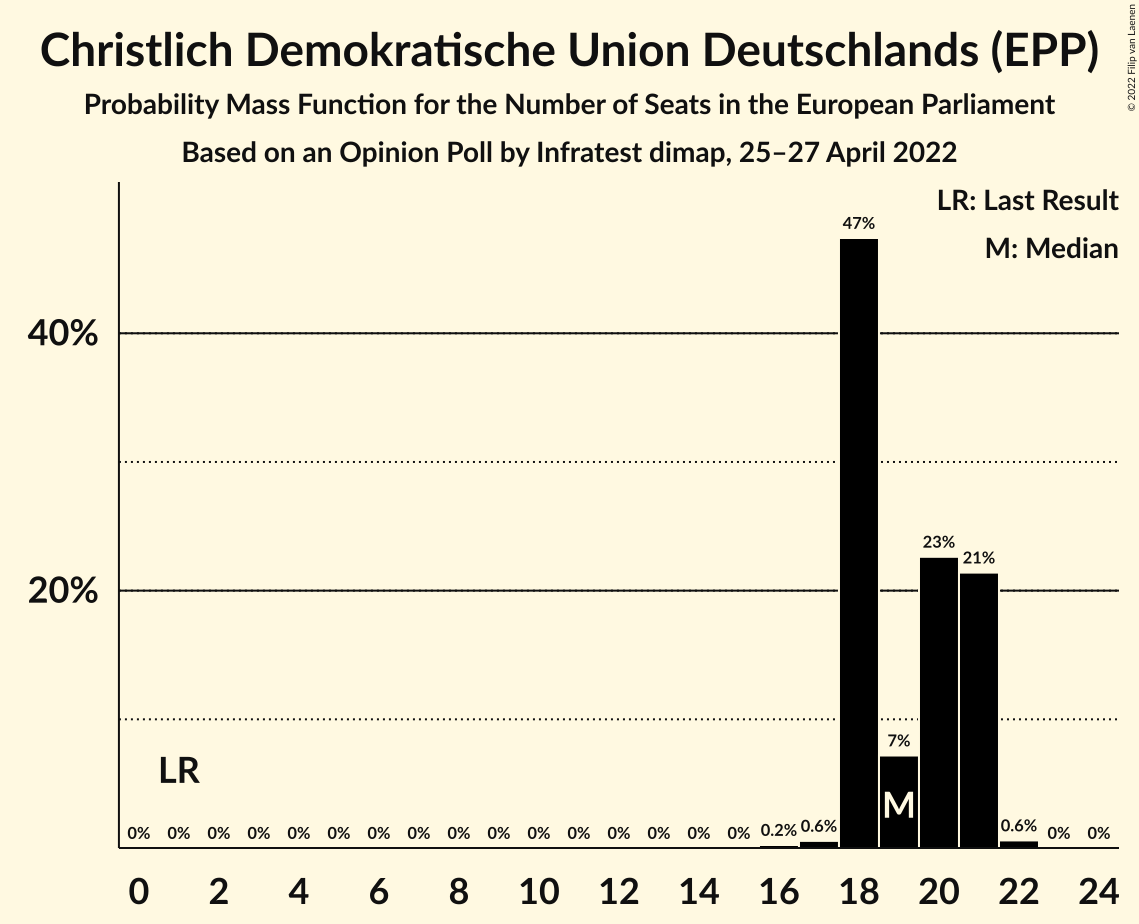 Christlich Demokratische Union Deutschlands (EPP)
Probability Mass Function for the Number of Seats in the European Parliament
Based on an Opinion Poll by Infratest dimap, 25–27 April 2022
© 2022 Filip van Laenen
LR: Last Result
M: Median
47%
40%
23%
21%
20%
7%
LR
M
0% 0% 0% 0% 0% 0% 0% 0% 0% 0% 0% 0% 0% 0% 0% 0% 0.2% 0.6% 0.6% 0% 0%
0 2 4 6 8 10 12 14 16 18 20 22 24